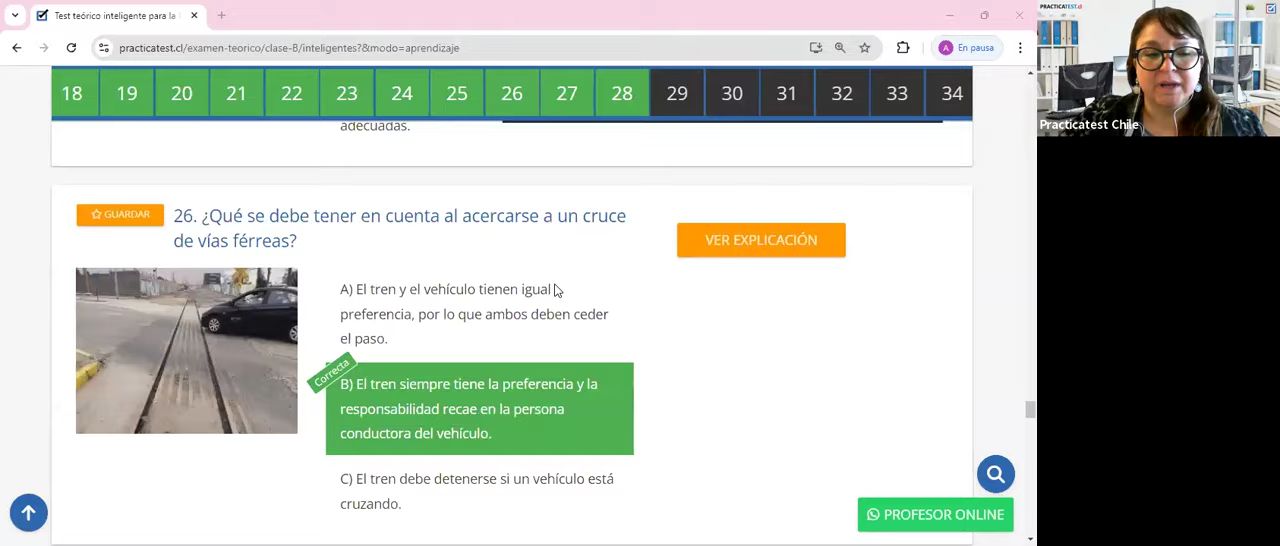 Test teórico inteligente para la
practicatest.cl/examen-teorico/clase-B/inteligentes?&modo=aprendizaje
A
En pausa
PRACTICATEST.cl
Practicatest Chile
18 19 20 21 22 23 24 25 26 27 28 29 30 31 32 33 34
adecuadas.
GUARDAR
26. ¿Qué se debe tener en cuenta al acercarse a un cruce
de vías férreas?
VER EXPLICACIÓN
A) El tren y el vehículo tienen igual
preferencia, por lo que ambos deben ceder
el paso.
Correcta
B) El tren siempre tiene la preferencia y la
responsabilidad recae en la persona
conductora del vehículo.
C) El tren debe detenerse si un vehículo está
cruzando.
PROFESOR ONLINE